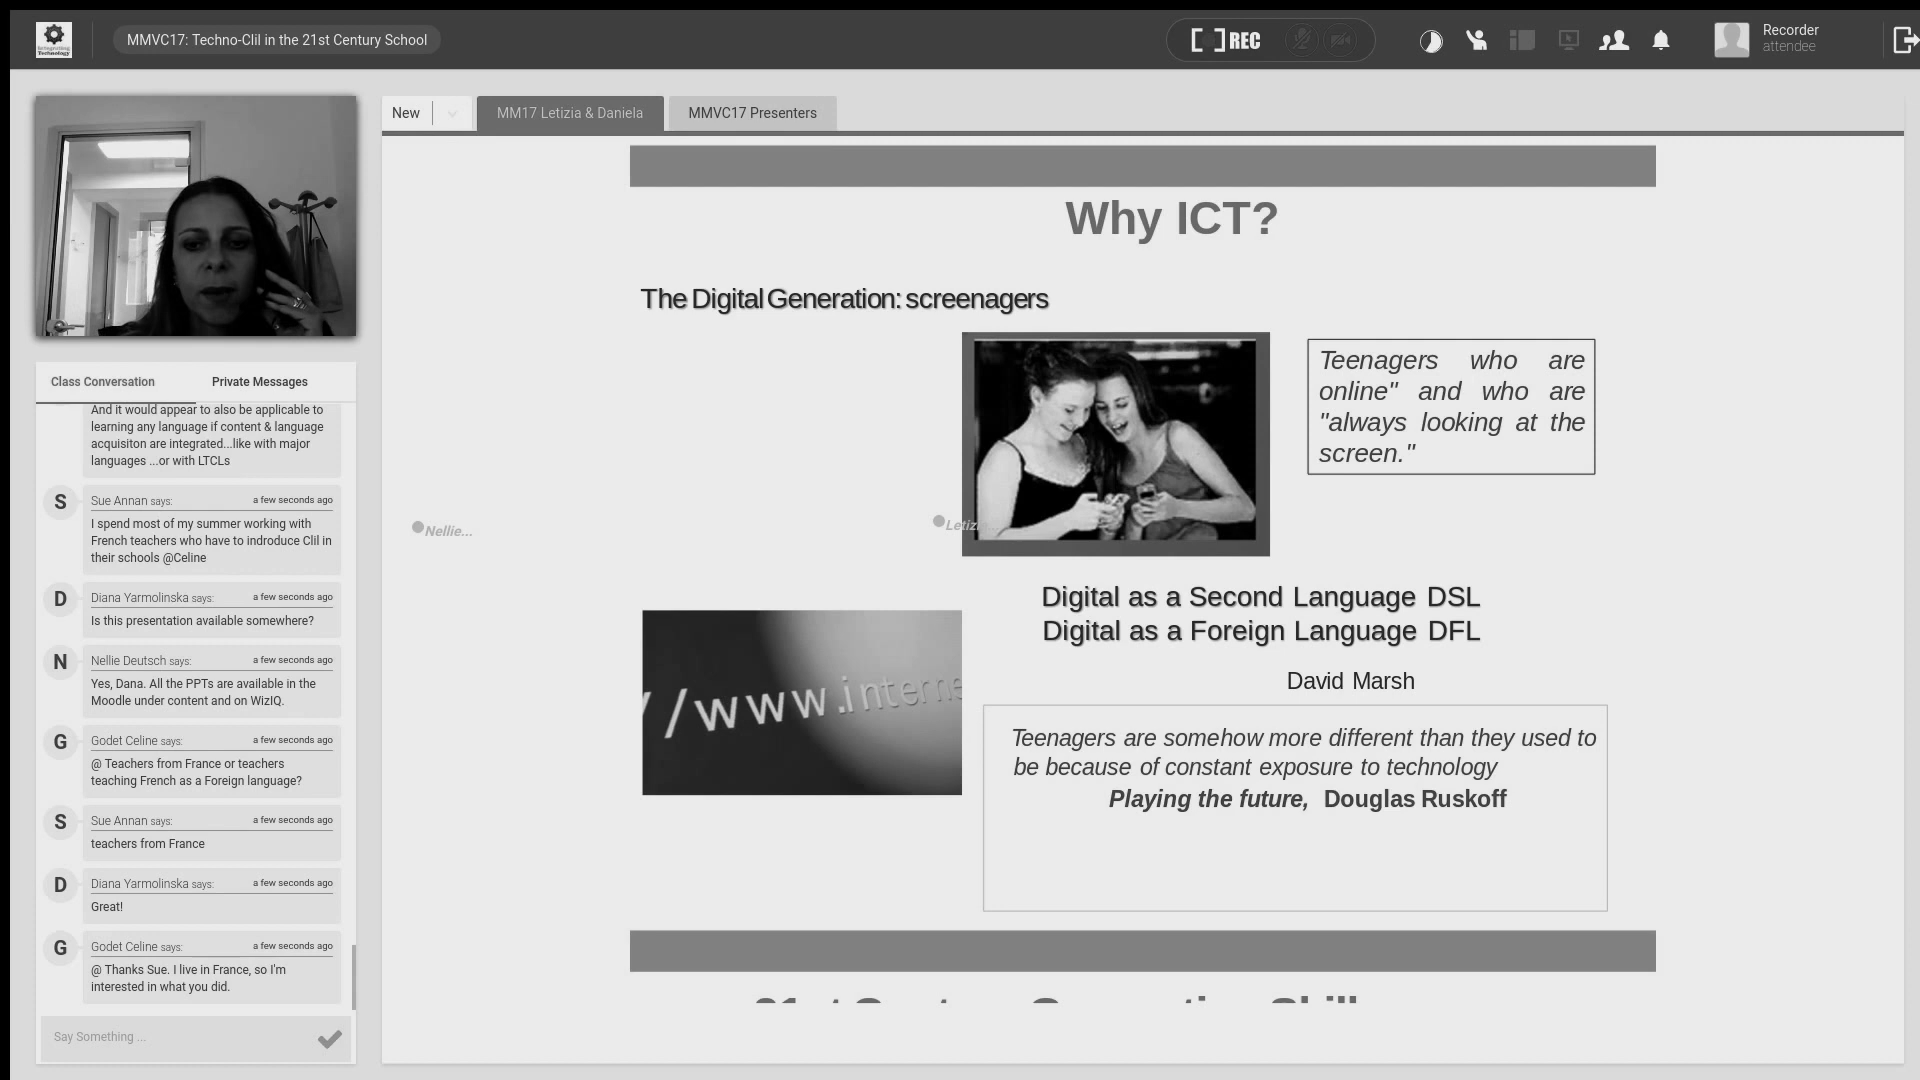 MMVC17: Techno-Clil in the 21st Century School
REC
Recorder
attendee
New
MM17 Letizia & Daniela
MMVC17 Presenters
Class Conversation
Private Messages
And it would appear to also be applicable to
learning any language if content & language
acquisiton are integrated...like with major
languages ...or with LTCLs
S
Sue Annan says:
a few seconds ago
I spend most of my summer working with
French teachers who have to indroduce Clil in
their schools @Celine
D
Diana Yarmolinska says:
a few seconds ago
Is this presentation available somewhere?
N
Nellie Deutsch says:
a few seconds ago
Yes, Dana. All the PPTs are available in the
Moodle under content and on WizIQ.
G
Godet Celine says:
a few seconds ago
@ Teachers from France or teachers
teaching French as a Foreign language?
S
Sue Annan says:
a few seconds ago
teachers from France
D
Diana Yarmolinska says:
a few seconds ago
Great!
G
Godet Celine says:
a few seconds ago
@ Thanks Sue. I live in France, so I'm
interested in what you did.
Say Something ...
Why ICT?
The Digital Generation: screenagers
Teenagers who are
online" and who are
"always looking at the
screen."
Nellie...
Letizi...
Digital as a Second Language DSL
Digital as a Foreign Language DFL
//www.interne
David Marsh
Teenagers are somehow more different than they used to
be because of constant exposure to technology
Playing the future, Douglas Ruskoff